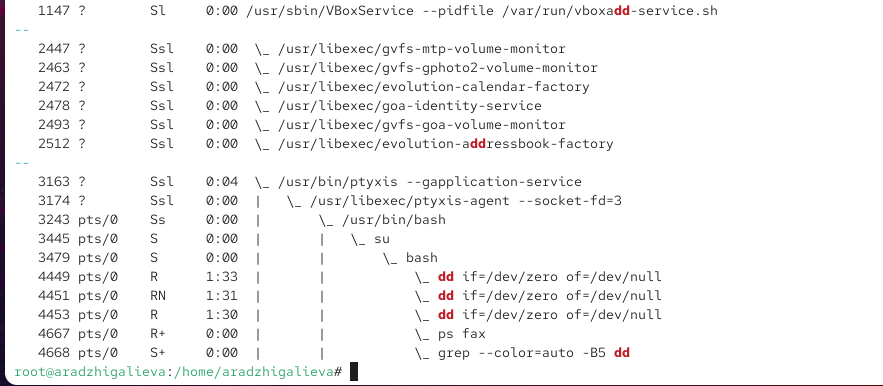 1147 ?        Sl     0:00 /usr/sbin/VBoxService --pidfile /var/run/vboxadd-service.sh
--
2447 ?        Ssl    0:00  \_ /usr/libexec/gvfs-mtp-volume-monitor
2463 ?        Ssl    0:00  \_ /usr/libexec/gvfs-gphoto2-volume-monitor
2472 ?        Ssl    0:00  \_ /usr/libexec/evolution-calendar-factory
2478 ?        Ssl    0:00  \_ /usr/libexec/goa-identity-service
2493 ?        Ssl    0:00  \_ /usr/libexec/gvfs-goa-volume-monitor
2512 ?        Ssl    0:00  \_ /usr/libexec/evolution-addressbook-factory
--
3163 ?        Ssl    0:04  \_ /usr/bin/ptyxis --gapplication-service
3174 ?        Ssl    0:00  |   \_ /usr/libexec/ptyxis-agent --socket-fd=3
3243 pts/0    Ss     0:00  |       \_ /usr/bin/bash
3445 pts/0    S      0:00  |       |   \_ su
3479 pts/0    S      0:00  |       |       \_ bash
4449 pts/0    R      1:33  |       |           \_ dd if=/dev/zero of=/dev/null
4451 pts/0    RN     1:31  |       |           \_ dd if=/dev/zero of=/dev/null
4453 pts/0    R      1:30  |       |           \_ dd if=/dev/zero of=/dev/null
4667 pts/0    R+     0:00  |       |           \_ ps fax
4668 pts/0    S+     0:00  |       |           \_ grep --color=auto -B5 dd
root@aradzhigalieva:/home/aradzhigalieva#